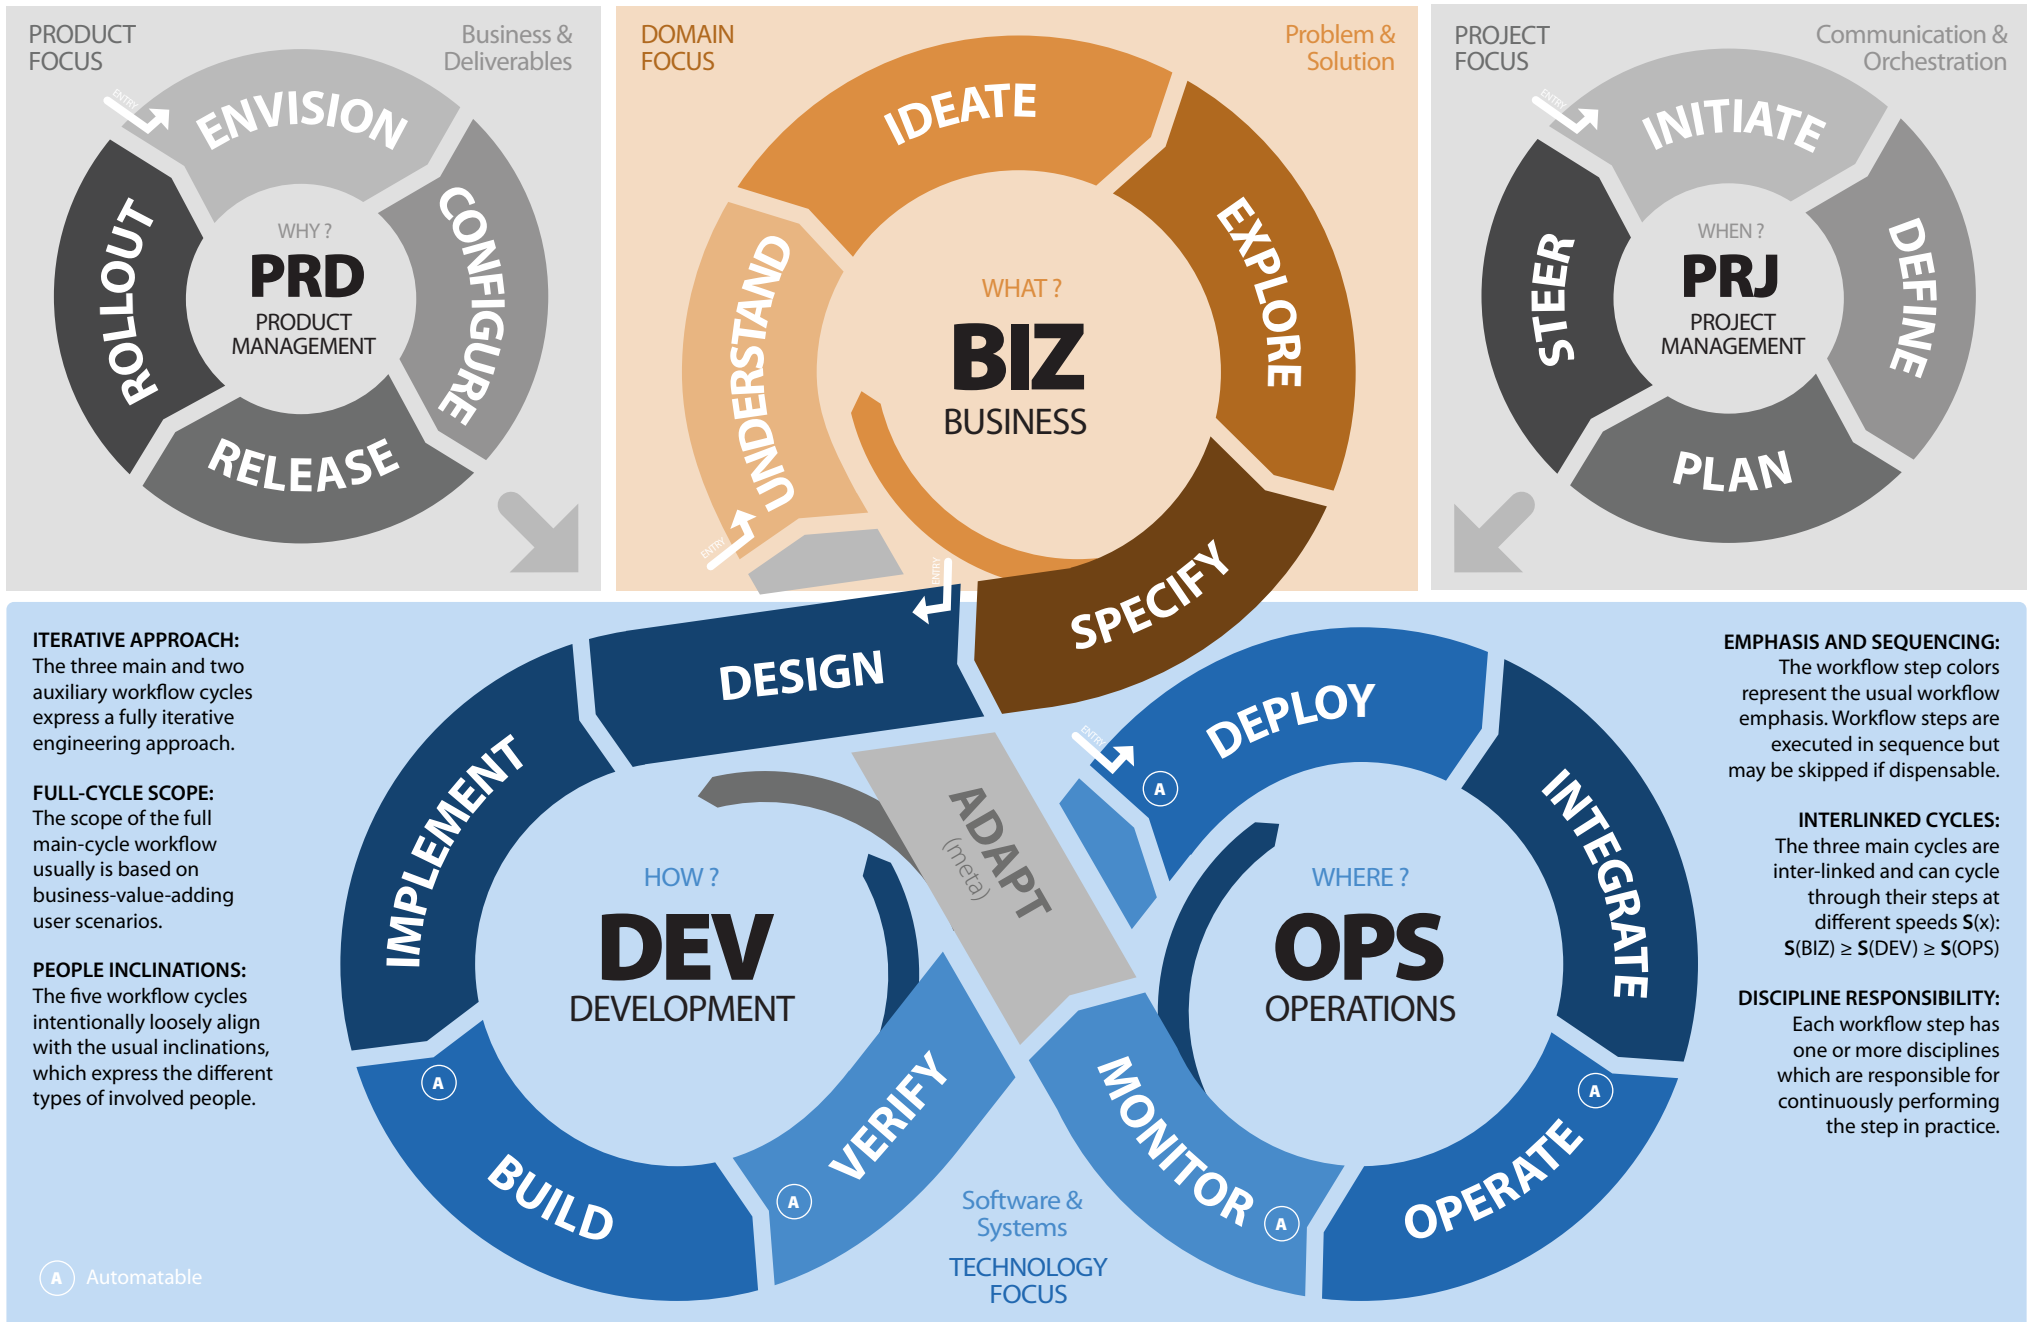 PRODUCT
FOCUS
Business &
Deliverables
ENTRY
ENVISION
CONFIGURE
RELEASE
ROLLOUT
WHY ?
PRD
PRODUCT
MANAGEMENT
DOMAIN
FOCUS
Problem &
Solution
IDEATE
EXPLORE
SPECIFY
UNDERSTAND
ENTRY
ENTRY
WHAT ?
BIZ
BUSINESS
PROJECT
FOCUS
Communication &
Orchestration
ENTRY
INITIATE
DEFINE
PLAN
STEER
WHEN ?
PRJ
PROJECT
MANAGEMENT
ITERATIVE APPROACH:
The three main and two
auxiliary workflow cycles
express a fully iterative
engineering approach.
FULL-CYCLE SCOPE:
The scope of the full
main-cycle workflow
usually is based on
business-value-adding
user scenarios.
PEOPLE INCLINATIONS:
The five workflow cycles
intentionally loosely align
with the usual inclinations,
which express the different
types of involved people.
A Automatable
DESIGN
IMPLEMENT
BUILD
A
VERIFY
A
HOW ?
DEV
DEVELOPMENT
ADAPT
(meta)
ENTRY
DEPLOY
A
INTEGRATE
OPERATE
A
MONITOR
A
WHERE ?
OPS
OPERATIONS
Software &
Systems
TECHNOLOGY
FOCUS
EMPHASIS AND SEQUENCING:
The workflow step colors
represent the usual workflow
emphasis. Workflow steps are
executed in sequence but
may be skipped if dispensable.
INTERLINKED CYCLES:
The three main cycles are
inter-linked and can cycle
through their steps at
different speeds S(x):
S(BIZ) ≥ S(DEV) ≥ S(OPS)
DISCIPLINE RESPONSIBILITY:
Each workflow step has
one or more disciplines
which are responsible for
continuously performing
the step in practice.